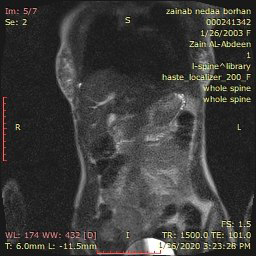 Im: 5/7
Se: 2
zainab nedaa borhan
000241342
1/26/2003 F
Zain AL-Abdeen
1
l-spine^library
haste_localizer_200_F
whole spine
whole spine
S
R
L
WL: 174 WW: 432 [D]
T: 6.0mm L: -11.5mm
I
FS: 1.5
TR: 1500.0 TE: 101.0
/26/2020 3:23:28 PM